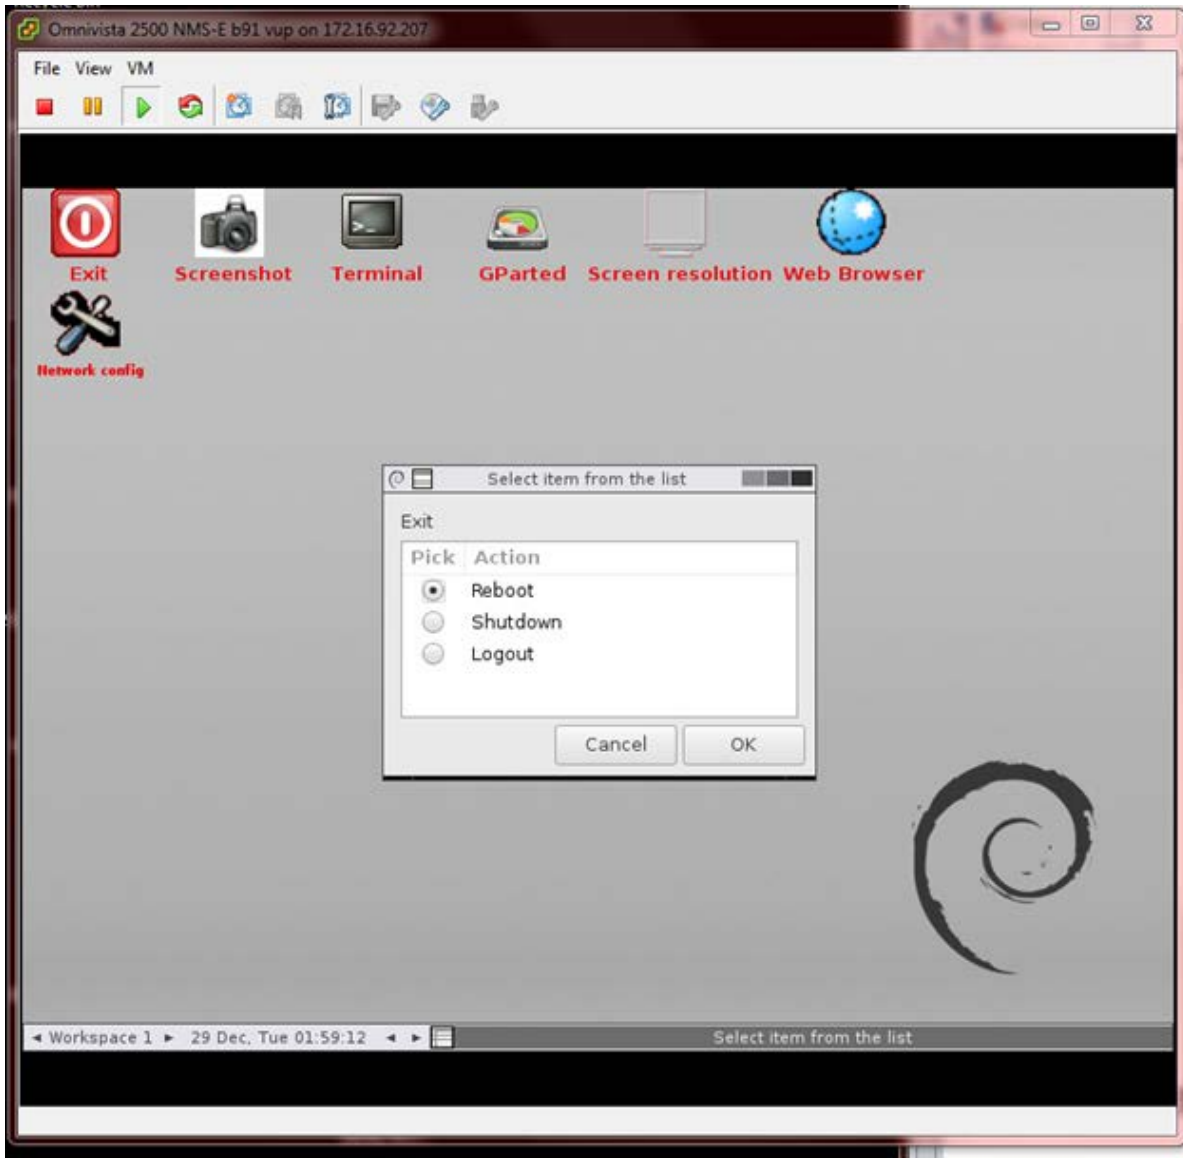 Recycle Bin
Omnivista 2500 NMS-E b91 vup on 172.16.92.207
File View VM
Exit Screenshot Terminal GParted Screen resolution Web Browser
Network config
Select item from the list
Exit
Pick Action
Reboot
Shutdown
Logout
Cancel OK
Workspace 1 29 Dec, Tue 01:59:12 Select item from the list